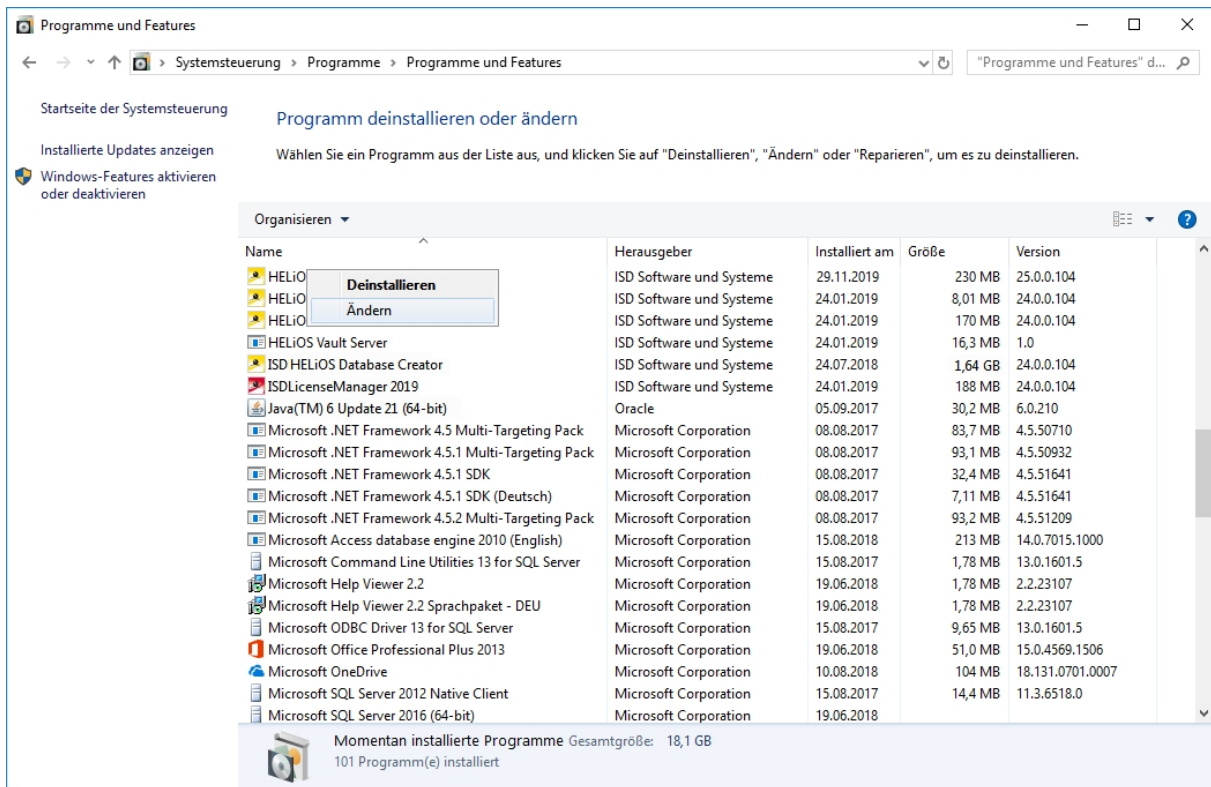 Programme und Features
Systemsteuerung › Programme › Programme und Features
"Programme und Features" d...
Startseite der Systemsteuerung
Installierte Updates anzeigen
Windows-Features aktivieren
oder deaktivieren
Programm deinstallieren oder ändern
Wählen Sie ein Programm aus der Liste aus, und klicken Sie auf "Deinstallieren", "Ändern" oder "Reparieren", um es zu deinstallieren.
Organisieren
Name Herausgeber Installiert am Größe Version
HELiO ISD Software und Systeme 29.11.2019 230 MB 25.0.0.104
Deinstallieren
HELiO ISD Software und Systeme 24.01.2019 8,01 MB 24.0.0.104
Ändern
HELiO ISD Software und Systeme 24.01.2019 170 MB 24.0.0.104
HELiOS Vault Server ISD Software und Systeme 24.01.2019 16,3 MB 1.0
ISD HELiOS Database Creator ISD Software und Systeme 24.07.2018 1,64 GB 24.0.0.104
ISDLicenseManager 2019 ISD Software und Systeme 24.01.2019 188 MB 24.0.0.104
Java(TM) 6 Update 21 (64-bit) Oracle 05.09.2017 30,2 MB 6.0.210
Microsoft .NET Framework 4.5 Multi-Targeting Pack Microsoft Corporation 08.08.2017 83,7 MB 4.5.50710
Microsoft .NET Framework 4.5.1 Multi-Targeting Pack Microsoft Corporation 08.08.2017 93,1 MB 4.5.50932
Microsoft .NET Framework 4.5.1 SDK Microsoft Corporation 08.08.2017 32,4 MB 4.5.51641
Microsoft .NET Framework 4.5.1 SDK (Deutsch) Microsoft Corporation 08.08.2017 7,11 MB 4.5.51641
Microsoft .NET Framework 4.5.2 Multi-Targeting Pack Microsoft Corporation 08.08.2017 93,2 MB 4.5.51209
Microsoft Access database engine 2010 (English) Microsoft Corporation 15.08.2018 213 MB 14.0.7015.1000
Microsoft Command Line Utilities 13 for SQL Server Microsoft Corporation 15.08.2017 1,78 MB 13.0.1601.5
Microsoft Help Viewer 2.2 Microsoft Corporation 19.06.2018 1,78 MB 2.2.23107
Microsoft Help Viewer 2.2 Sprachpaket - DEU Microsoft Corporation 19.06.2018 1,78 MB 2.2.23107
Microsoft ODBC Driver 13 for SQL Server Microsoft Corporation 15.08.2017 9,65 MB 13.0.1601.5
Microsoft Office Professional Plus 2013 Microsoft Corporation 19.06.2018 51,0 MB 15.0.4569.1506
Microsoft OneDrive Microsoft Corporation 10.08.2018 104 MB 18.131.0701.0007
Microsoft SQL Server 2012 Native Client Microsoft Corporation 15.08.2017 14,4 MB 11.3.6518.0
Microsoft SQL Server 2016 (64-bit) Microsoft Corporation 19.06.2018
Momentan installierte Programme Gesamtgröße: 18,1 GB
101 Programm(e) installiert